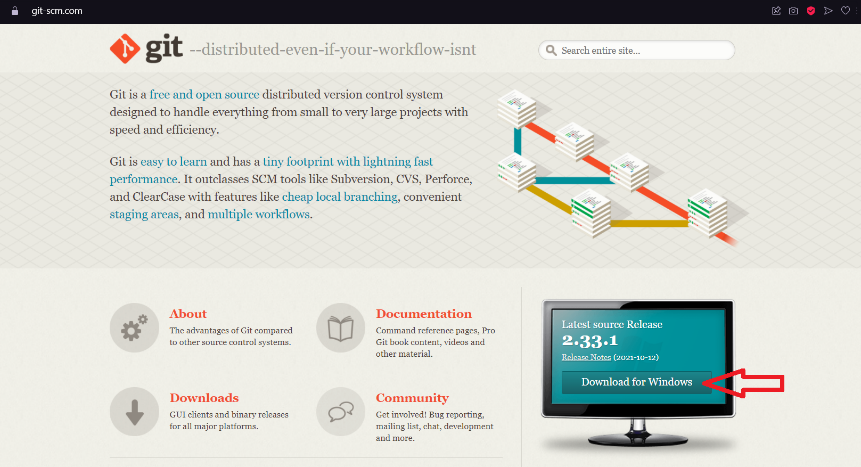 git-scm.com
git --distributed-even-if-your-workflow-isnt
Search entire site...
Git is a free and open source distributed version control system
designed to handle everything from small to very large projects with
speed and efficiency.
Git is easy to learn and has a tiny footprint with lightning fast
performance. It outclasses SCM tools like Subversion, CVS, Perforce,
and ClearCase with features like cheap local branching, convenient
staging areas, and multiple workflows.
About
The advantages of Git compared
to other source control systems.
Documentation
Command reference pages, Pro
Git book content, videos and
other material.
Downloads
GUI clients and binary releases
for all major platforms.
Community
Get involved! Bug reporting,
mailing list, chat, development
and more.
Latest source Release
2.33.1
Release Notes (2021-10-12)
Download for Windows